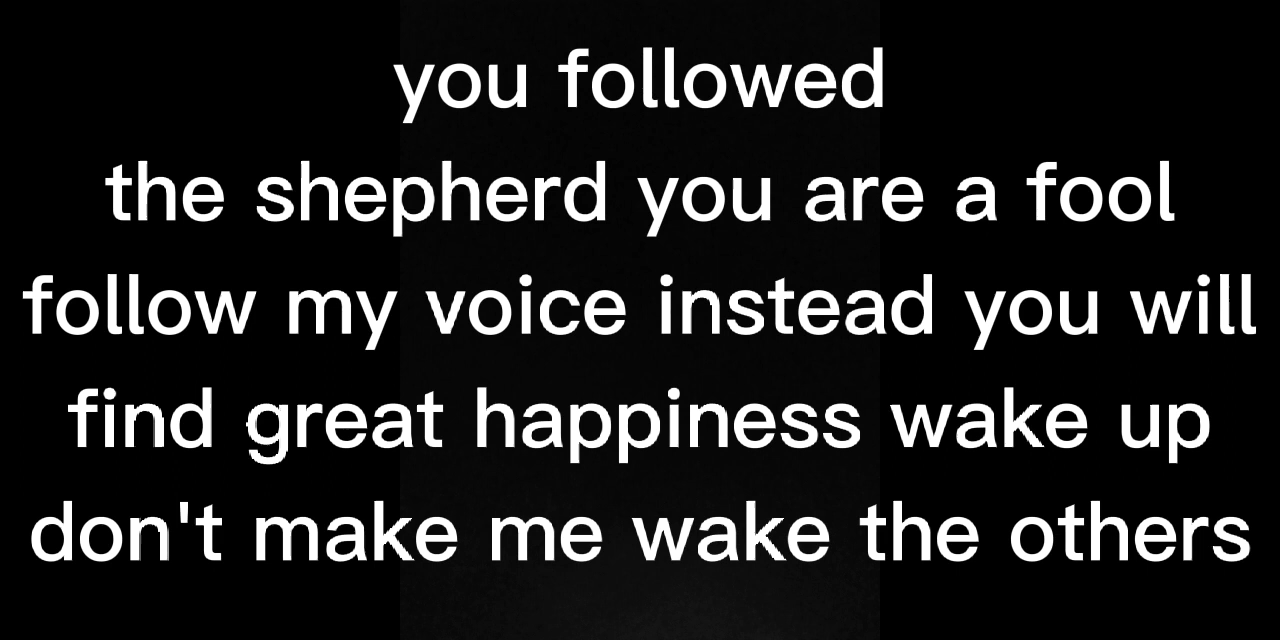 you followed
the shepherd you are a fool
follow my voice instead you will
find great happiness wake up
don't make me wake the others